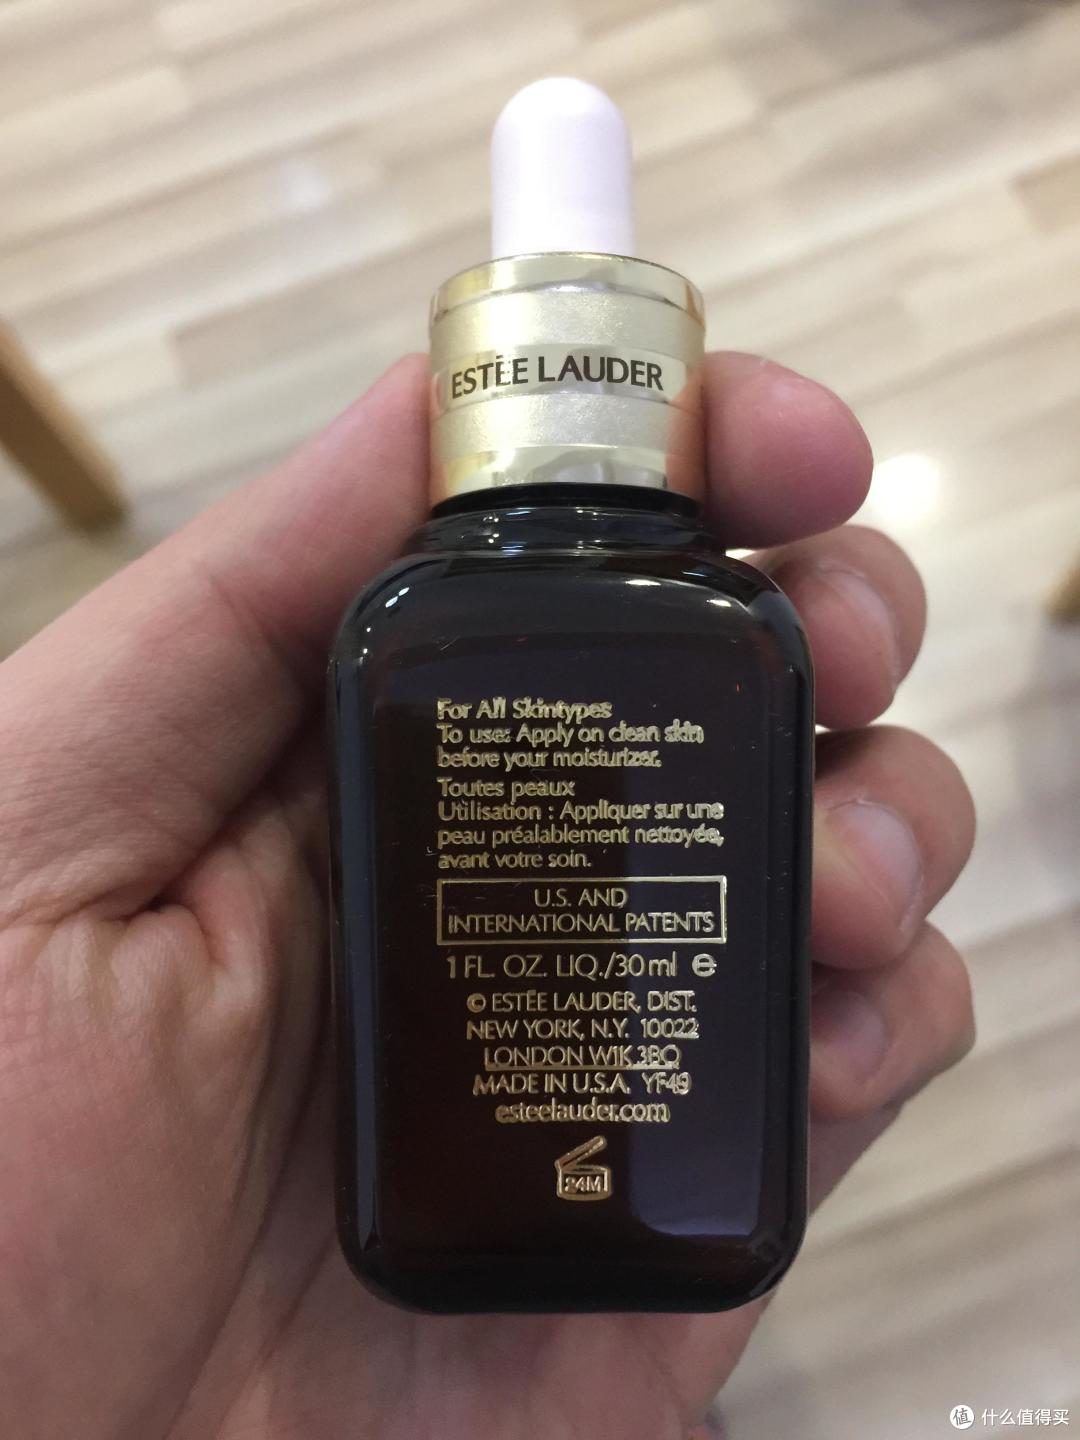 ESTĒE LAUDER
For All Skintypes
To use: Apply on clean skin
before your moisturizer.
Toutes peaux
Utilisation : Appliquer sur une
peau préalablement nettoyée,
avant votre soin.
U.S. AND
INTERNATIONAL PATENTS
1 FL. OZ. LIQ./30 ml e
© ESTĒE LAUDER, DIST.
NEW YORK, N.Y. 10022
LONDON W1K 3BQ
MADE IN U.S.A. YF49
esteelauder.com
24M
值 什么值得买